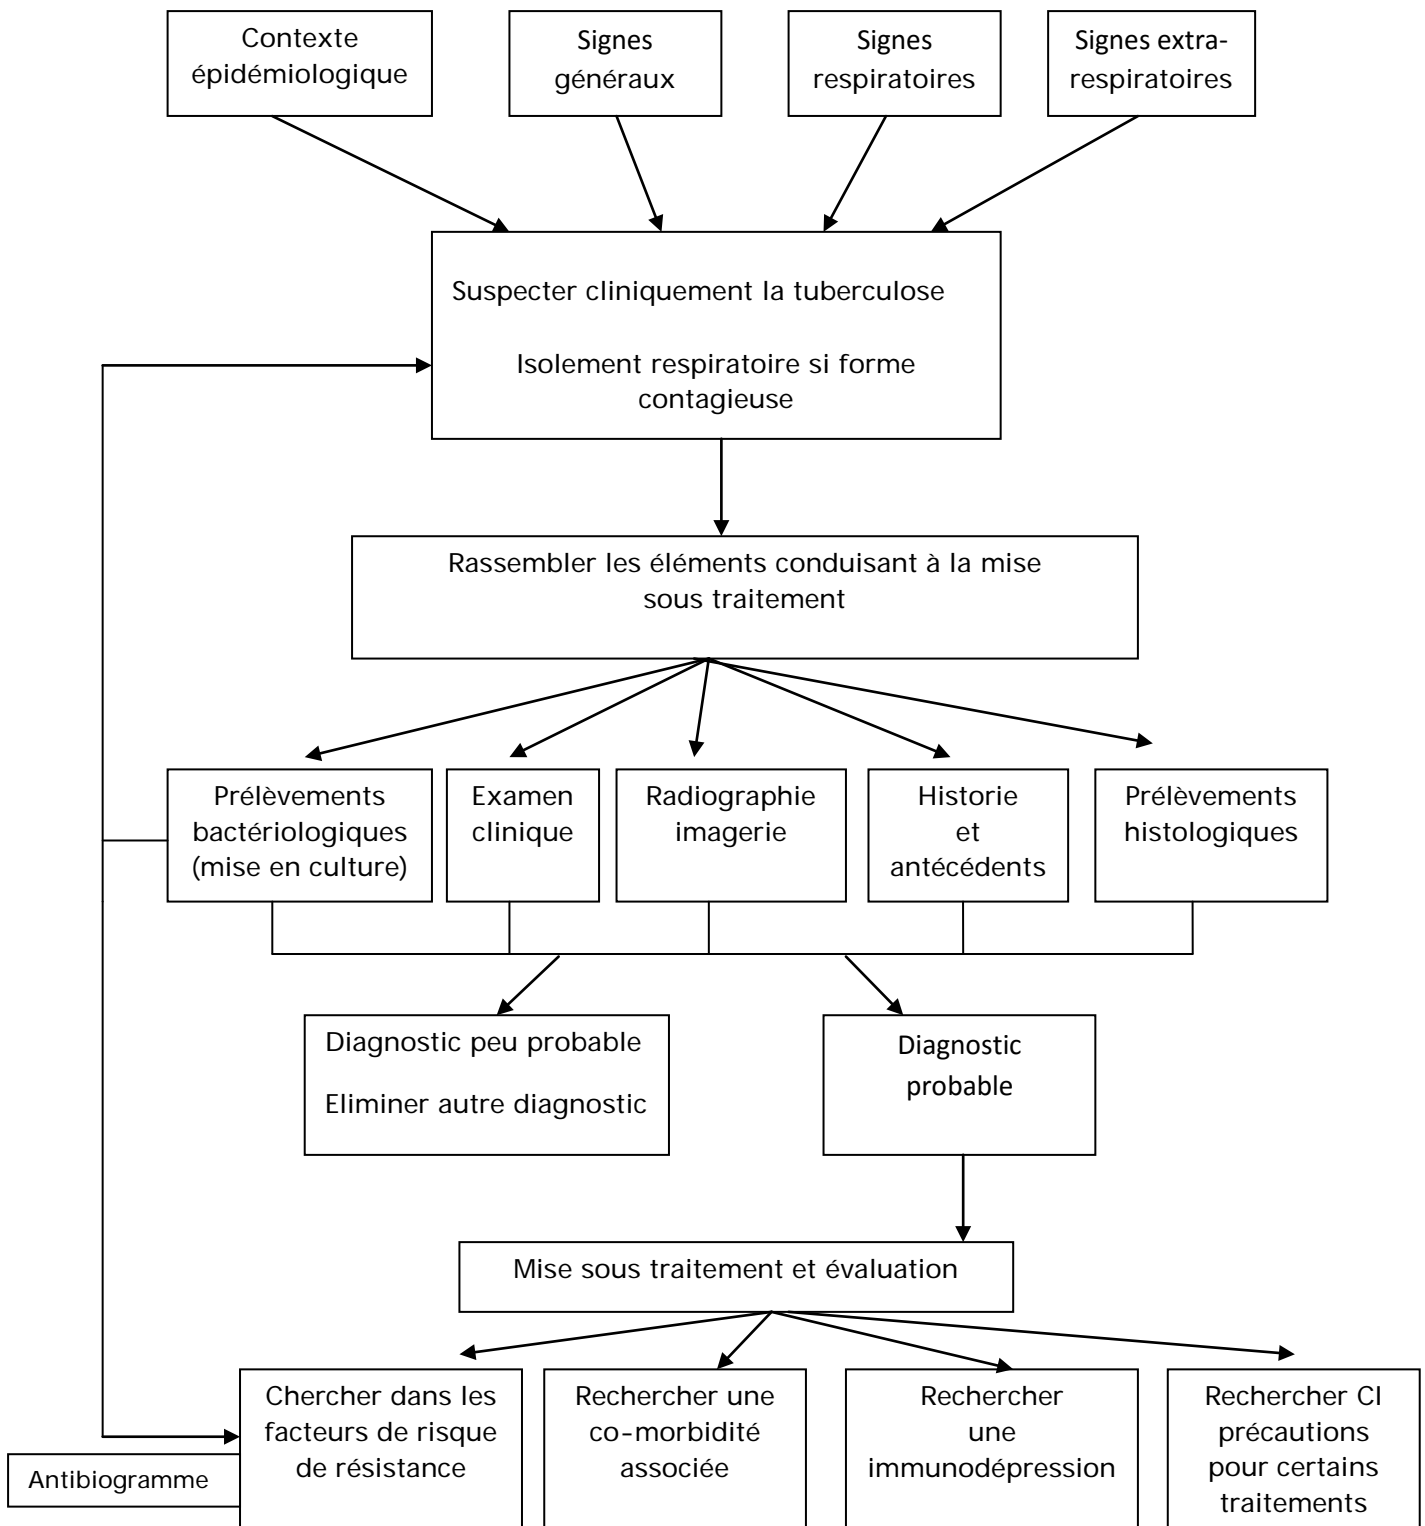 Contexte
épidémiologique
Signes
généraux
Signes
respiratoires
Signes extra-
respiratoires
Suspecter cliniquement la tuberculose
Isolement respiratoire si forme
contagieuse
Rassembler les éléments conduisant à la mise
sous traitement
Prélèvements
bactériologiques
(mise en culture)
Examen
clinique
Radiographie
imagerie
Historie
et
antécédents
Prélèvements
histologiques
Diagnostic peu probable
Eliminer autre diagnostic
Diagnostic
probable
Mise sous traitement et évaluation
Chercher dans les
facteurs de risque
de résistance
Antibiogramme
Rechercher une
co-morbidité
associée
Rechercher
une
immunodépression
Rechercher CI
précautions
pour certains
traitements